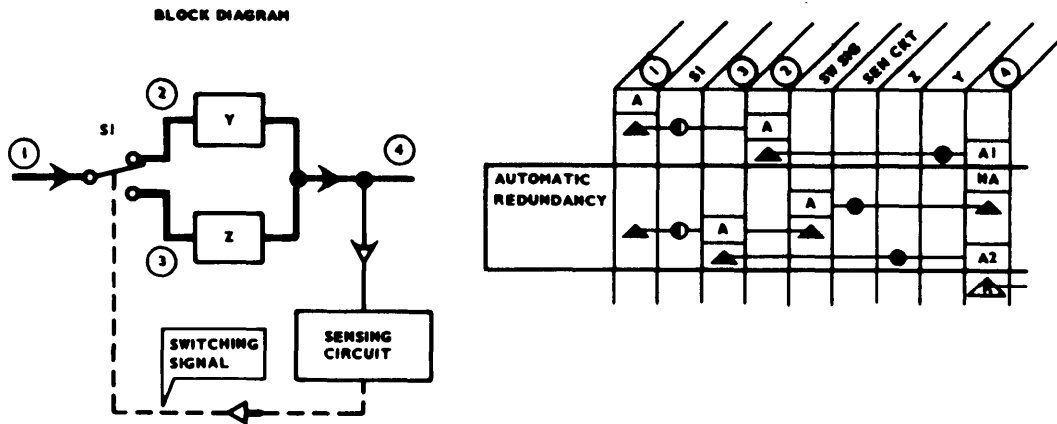 BLOCK DIAGRAM
2
Y
S1
1
4
Z
3
SWITCHING
SIGNAL
SENSING
CIRCUIT
1
S1
3
2
SW SIG
SEN CKT
Z
Y
4
A
A
A1
AUTOMATIC
REDUNDANCY
NA
A
A
A2